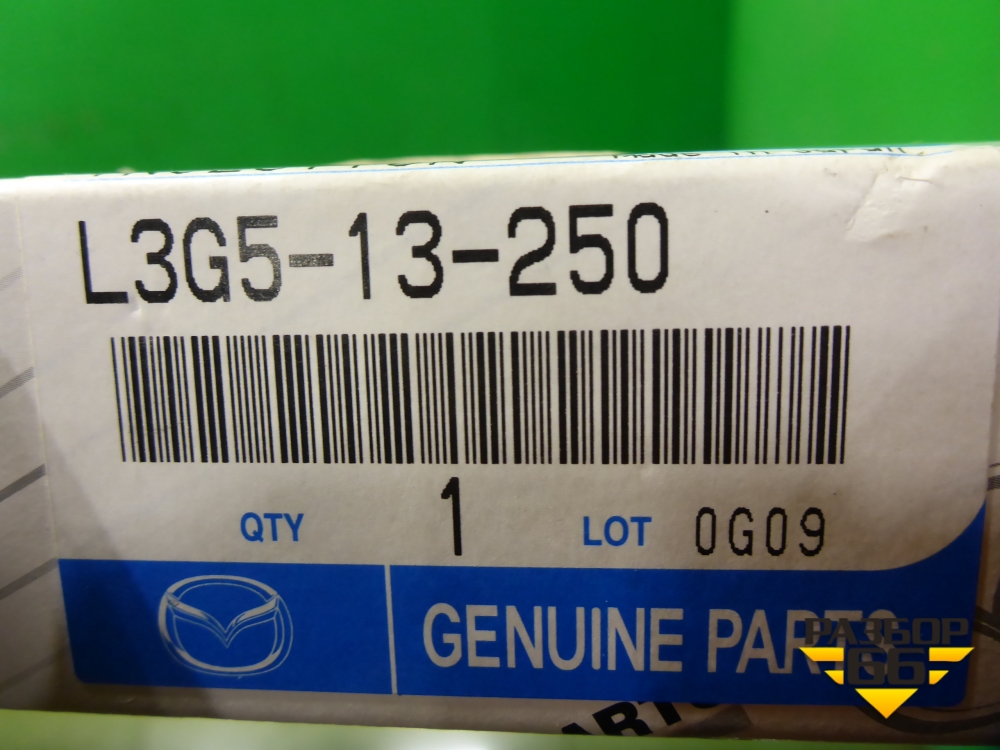 L3G5-13-250
QTY 1 LOT 0G09
GENUINE PARTS
РАЗБОР
66